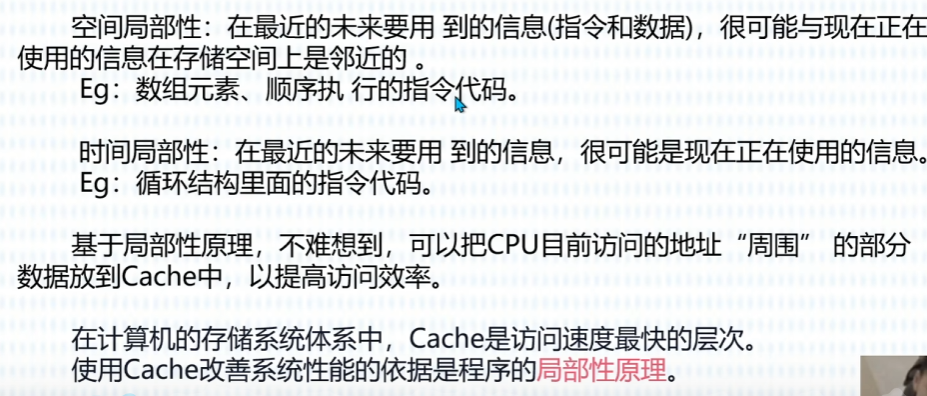 空间局部性：在最近的未来要用 到的信息(指令和数据)，很可能与现在正在
使用的信息在存储空间上是邻近的 。
Eg：数组元素、顺序执 行的指令代码。
时间局部性：在最近的未来要用 到的信息，很可能是现在正在使用的信息。
Eg：循环结构里面的指令代码。
基于局部性原理，不难想到，可以把CPU目前访问的地址“周围” 的部分
数据放到Cache中，以提高访问效率。
在计算机的存储系统体系中，Cache是访问速度最快的层次。
使用Cache改善系统性能的依据是程序的局部性原理。